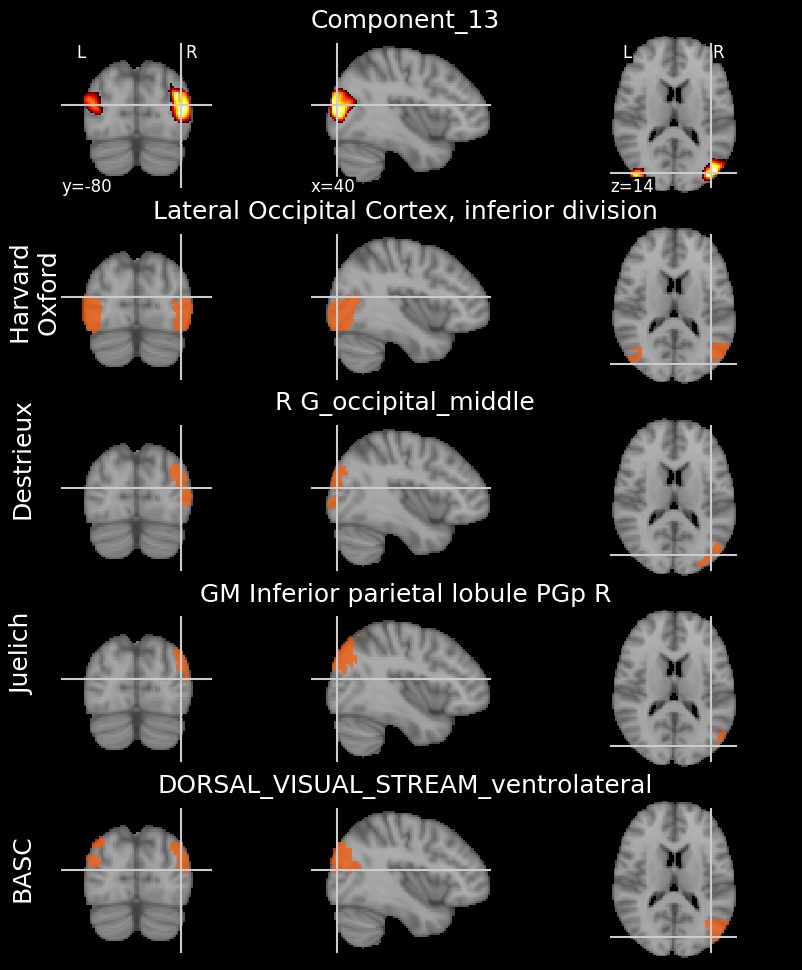 Component_13
L
R
L
R
y=-80
x=40
z=14
Lateral Occipital Cortex, inferior division
Harvard
Oxford
R G_occipital_middle
Destrieux
GM Inferior parietal lobule PGp R
Juelich
DORSAL_VISUAL_STREAM_ventrolateral
BASC